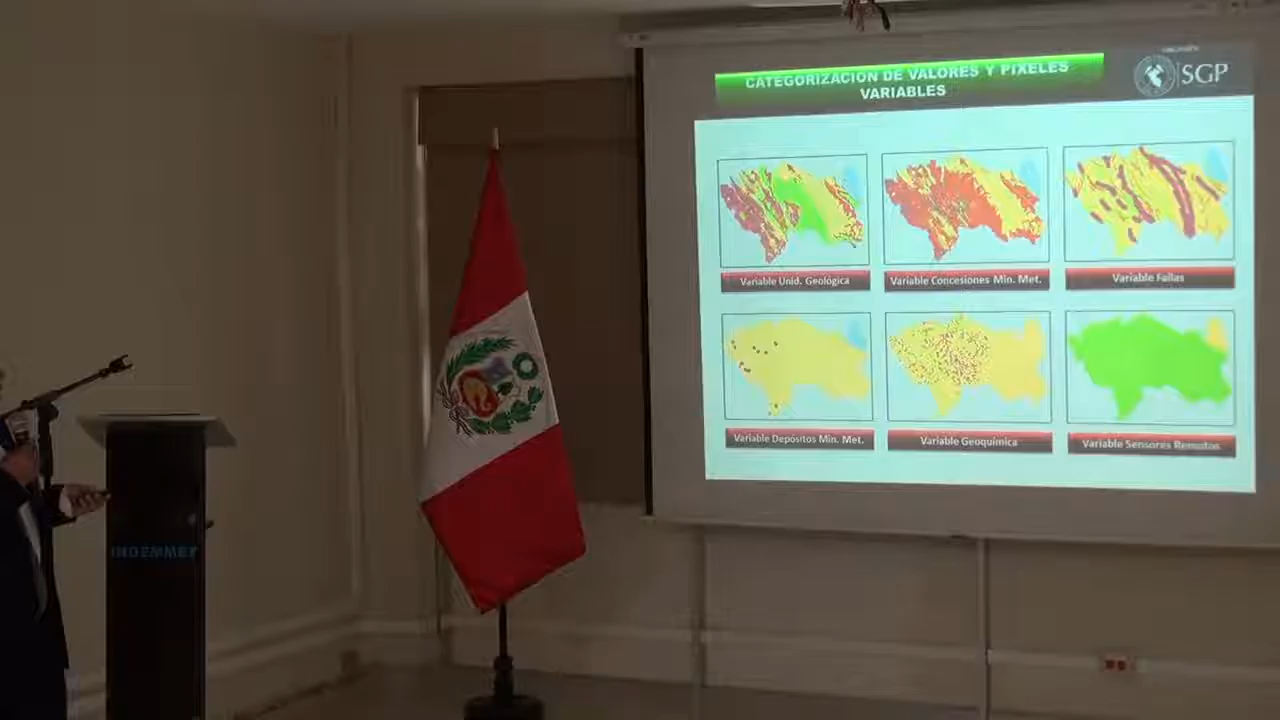 CATEGORIZACIÓN DE VALORES Y PIXELES
VARIABLES
SGP
Variable Unid. Geológica
Variable Concesiones Min. Met.
Variable Fallas
Variable Depósitos Min. Met.
Variable Geoquímica
Variable Sensores Remotos
INGEMMET